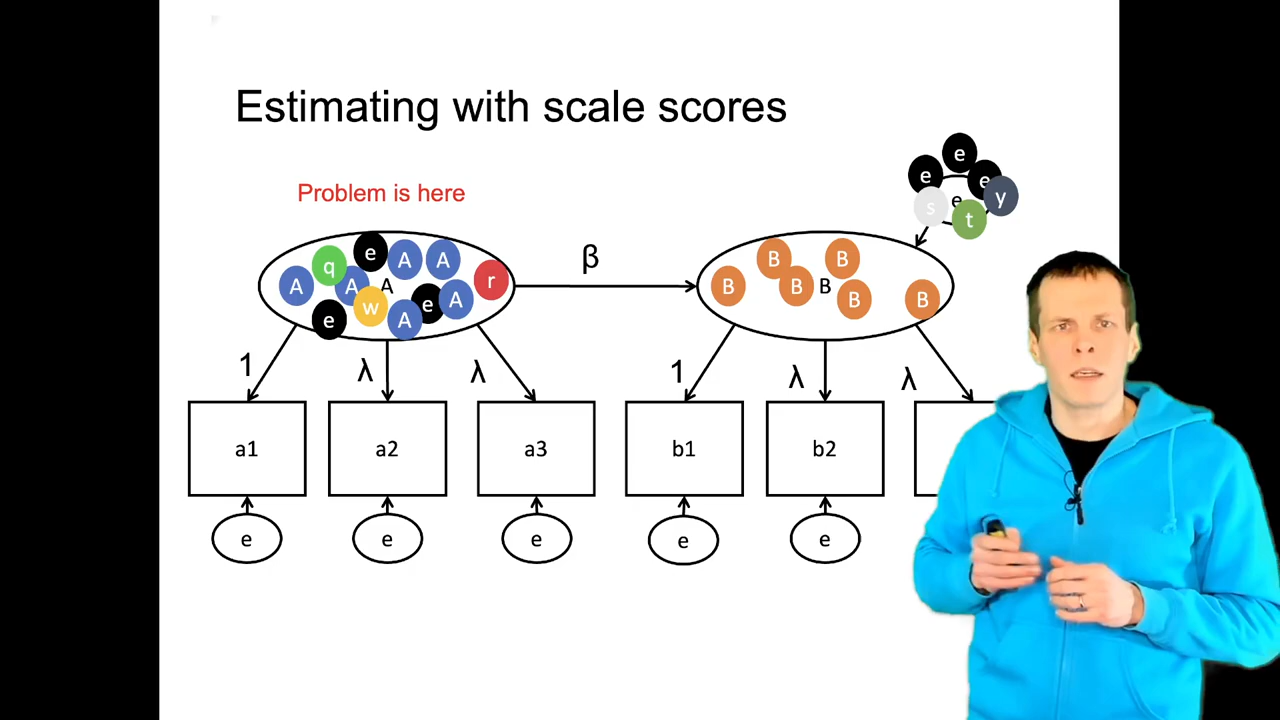 Estimating with scale scores
Problem is here
e
e
e
s
e
y
t
q
e
A
A
A
A
A
r
w
e
A
e
A
β
B
B
B
B
B
B
B
1
λ
λ
1
λ
λ
a1
a2
a3
b1
b2
e
e
e
e
e